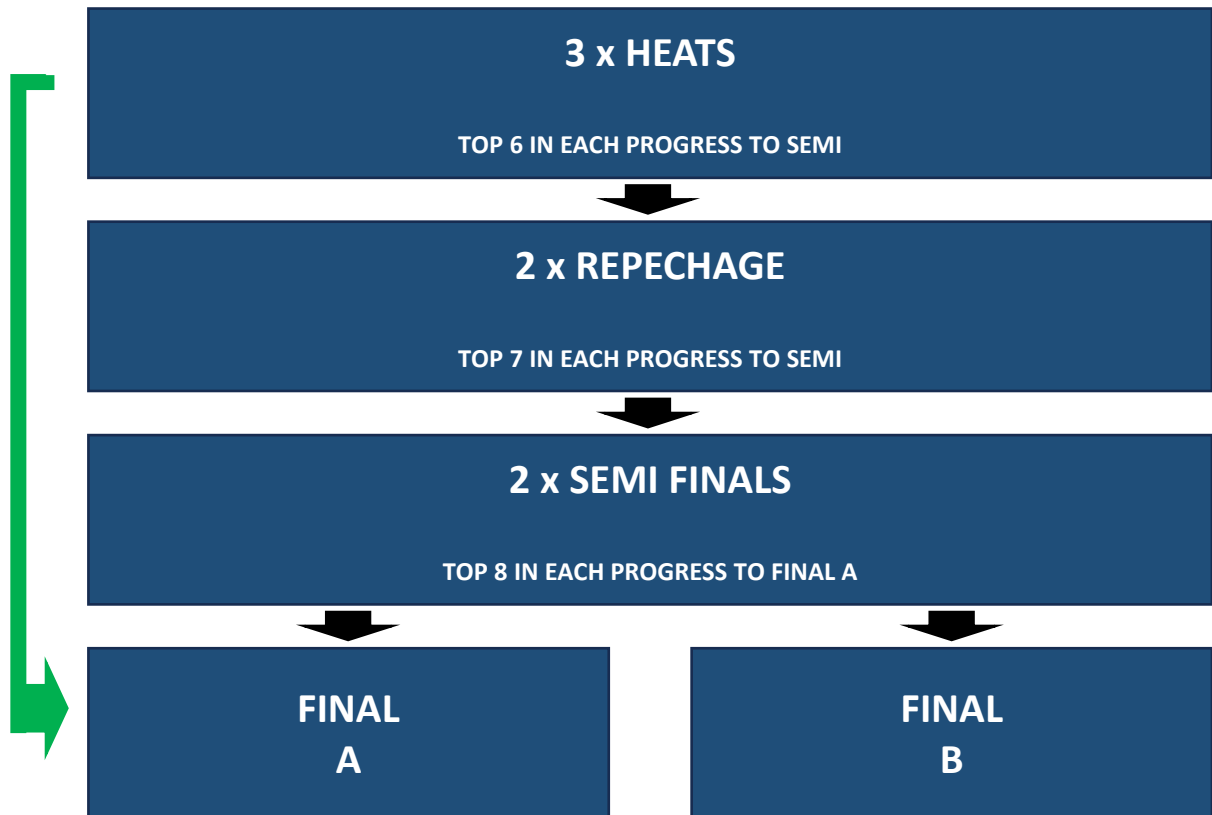 3 x HEATS
TOP 6 IN EACH PROGRESS TO SEMI
2 x REPECHAGE
TOP 7 IN EACH PROGRESS TO SEMI
2 x SEMI FINALS
TOP 8 IN EACH PROGRESS TO FINAL A
FINAL
A
FINAL
B